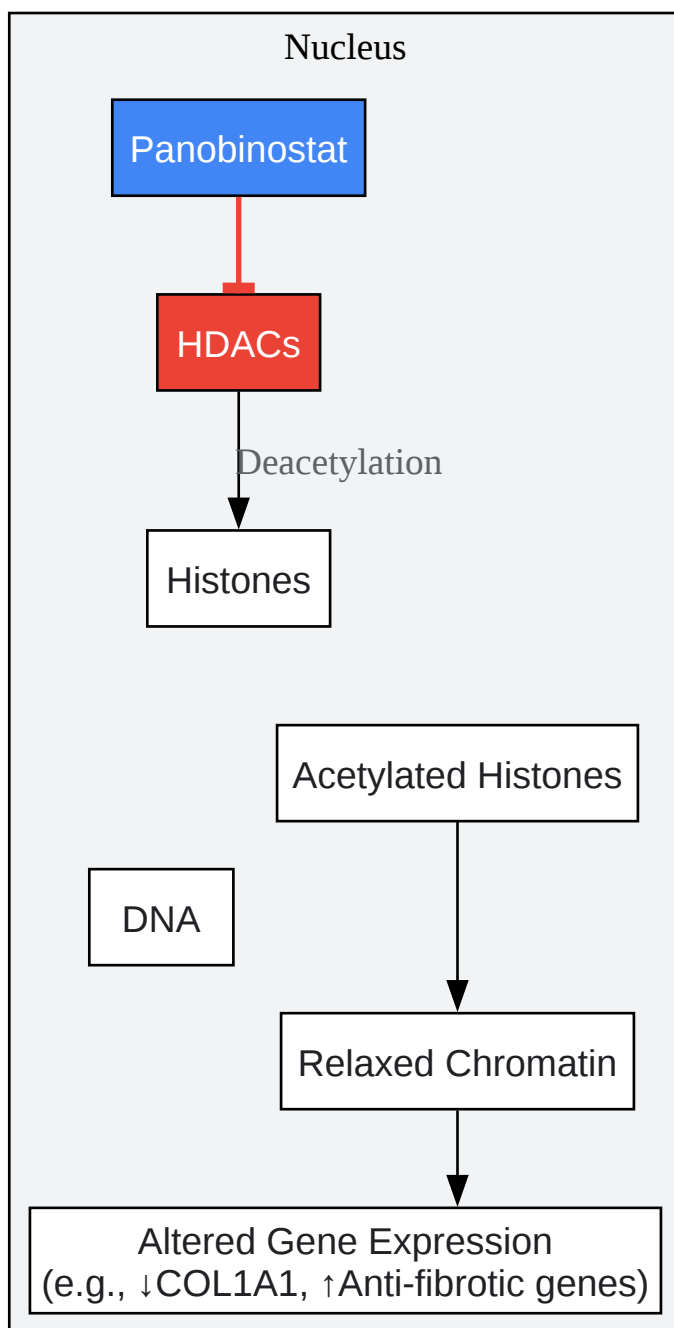 Nucleus
Panobinostat
HDACs
Deacetylation
Histones
Acetylated Histones
DNA
Relaxed Chromatin
Altered Gene Expression
(e.g., ↓COL1A1, ↑Anti-fibrotic genes)